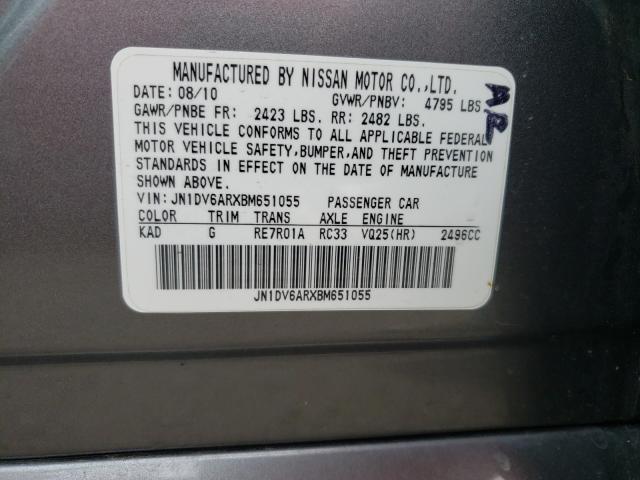 MANUFACTURED BY NISSAN MOTOR CO.,LTD.
DATE: 08/10 GVWR/PNBV: 4795 LBS
GAWR/PNBE FR: 2423 LBS. RR: 2482 LBS.
THIS VEHICLE CONFORMS TO ALL APPLICABLE FEDERAL
MOTOR VEHICLE SAFETY,BUMPER,AND THEFT PREVENTION
STANDARDS IN EFFECT ON THE DATE OF MANUFACTURE
SHOWN ABOVE.
VIN: JN1DV6ARXBM651055 PASSENGER CAR
COLOR TRIM TRANS AXLE ENGINE
KAD G RE7R01A RC33 VQ25(HR) 2496CC
JN1DV6ARXBM651055